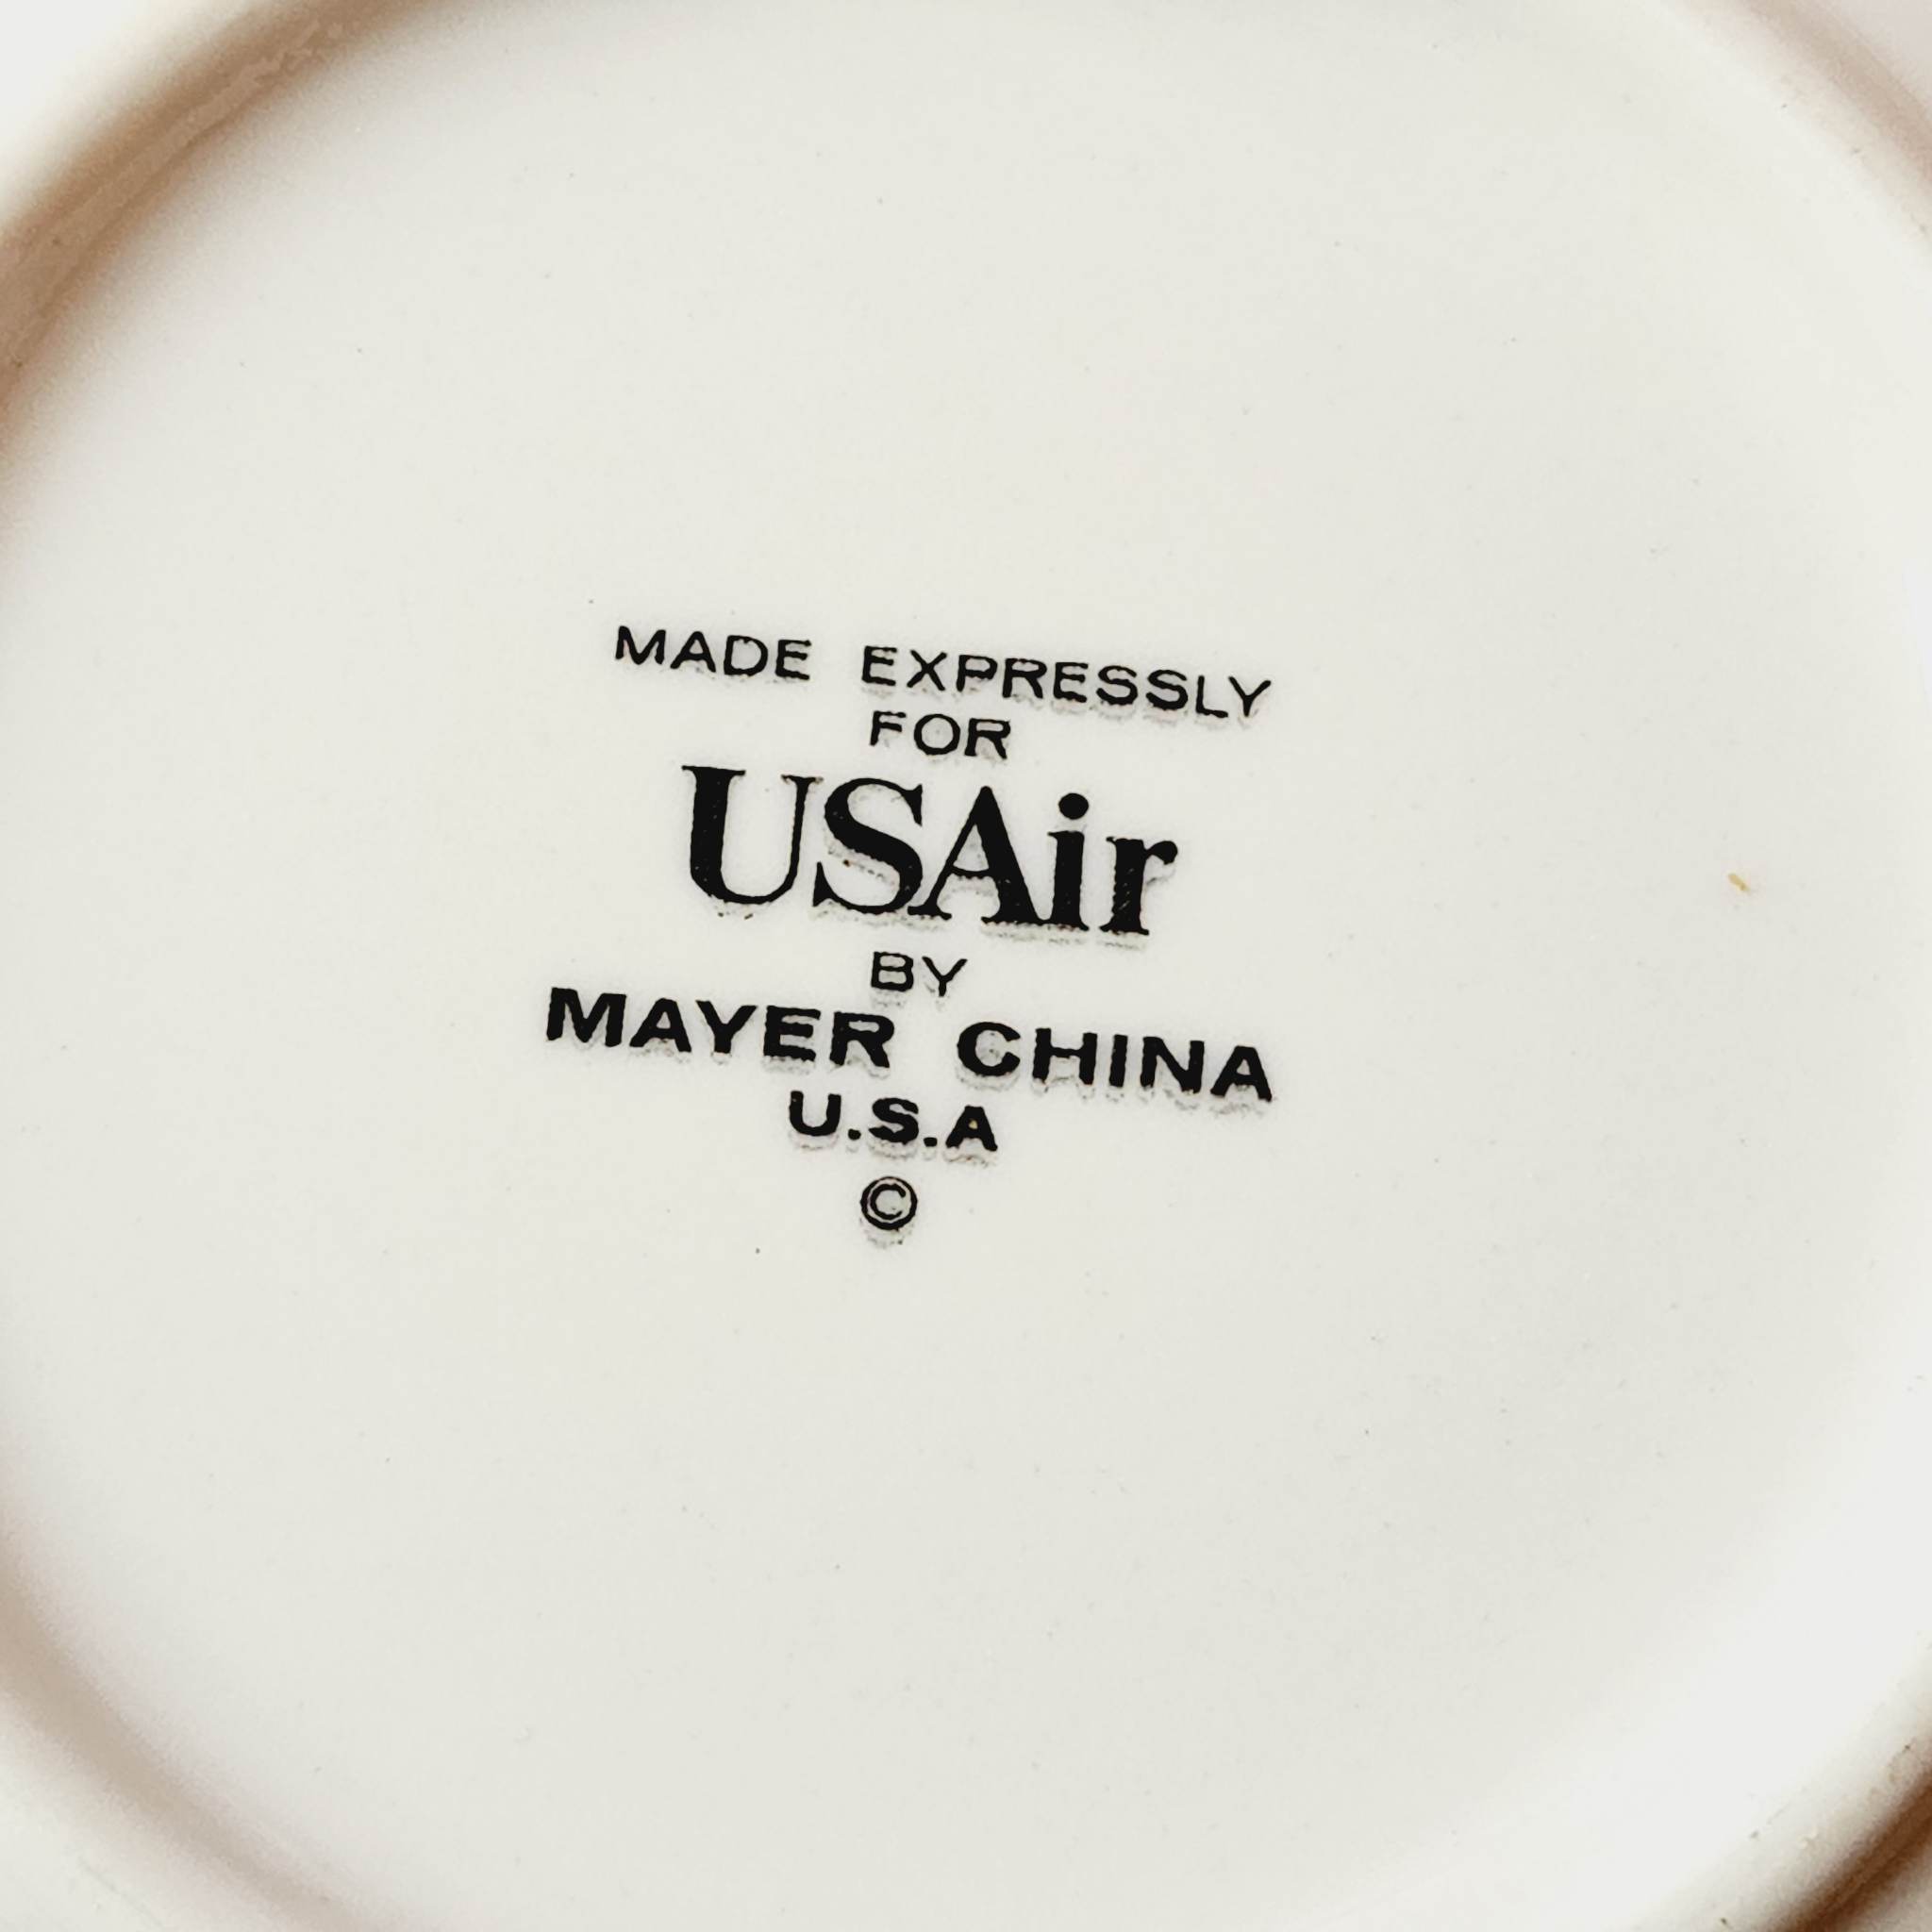 MADE EXPRESSLY
FOR
USAir
BY
MAYER CHINA
U.S.A
©